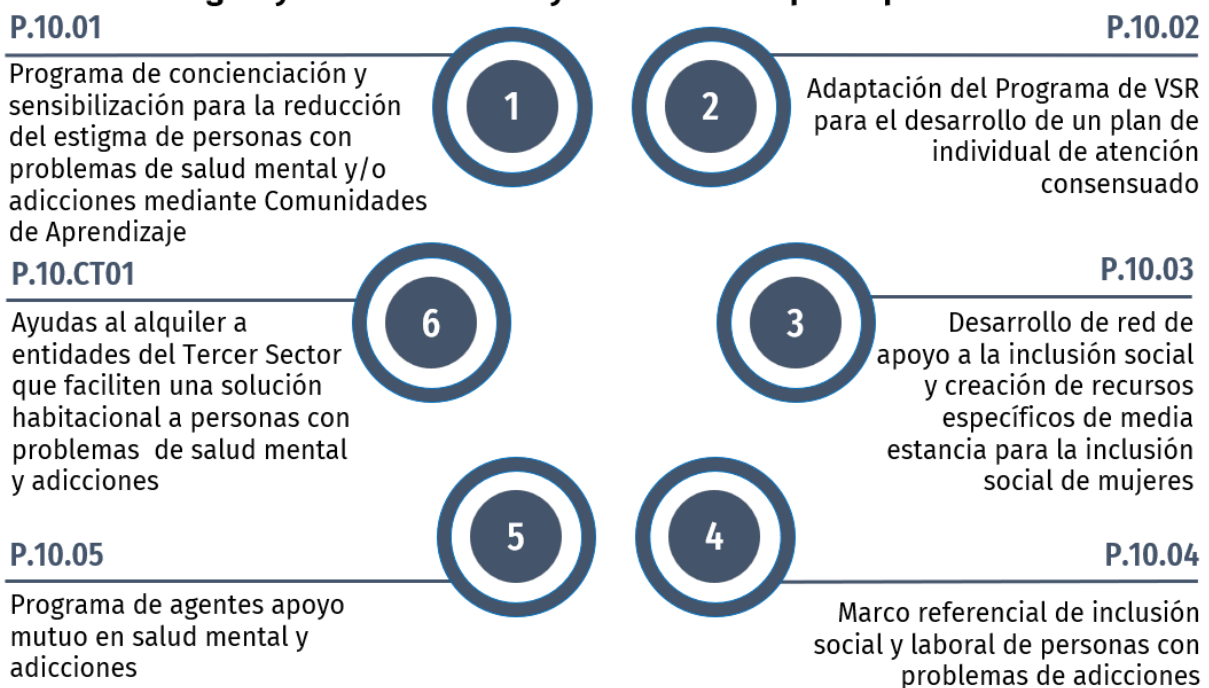 P.10.01
Programa de concienciación y
sensibilización para la reducción
del estigma de personas con
problemas de salud mental y/o
adicciones mediante Comunidades
de Aprendizaje
1
2
P.10.02
Adaptación del Programa de VSR
para el desarrollo de un plan de
individual de atención
consensuado
P.10.CT01
Ayudas al alquiler a
entidades del Tercer Sector
que faciliten una solución
habitacional a personas con
problemas de salud mental
y adicciones
6
3
P.10.03
Desarrollo de red de
apoyo a la inclusión social
y creación de recursos
específicos de media
estancia para la inclusión
social de mujeres
P.10.05
Programa de agentes apoyo
mutuo en salud mental y
adicciones
5
4
P.10.04
Marco referencial de inclusión
social y laboral de personas con
problemas de adicciones